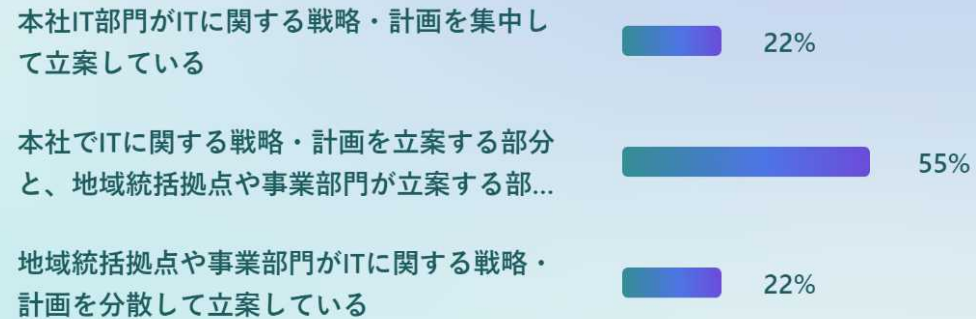 本社IT部門がITに関する戦略・計画を集中し
て立案している
22%
本社でITに関する戦略・計画を立案する部分
と、地域統括拠点や事業部門が立案する部...
55%
地域統括拠点や事業部門がITに関する戦略・
計画を分散して立案している
22%